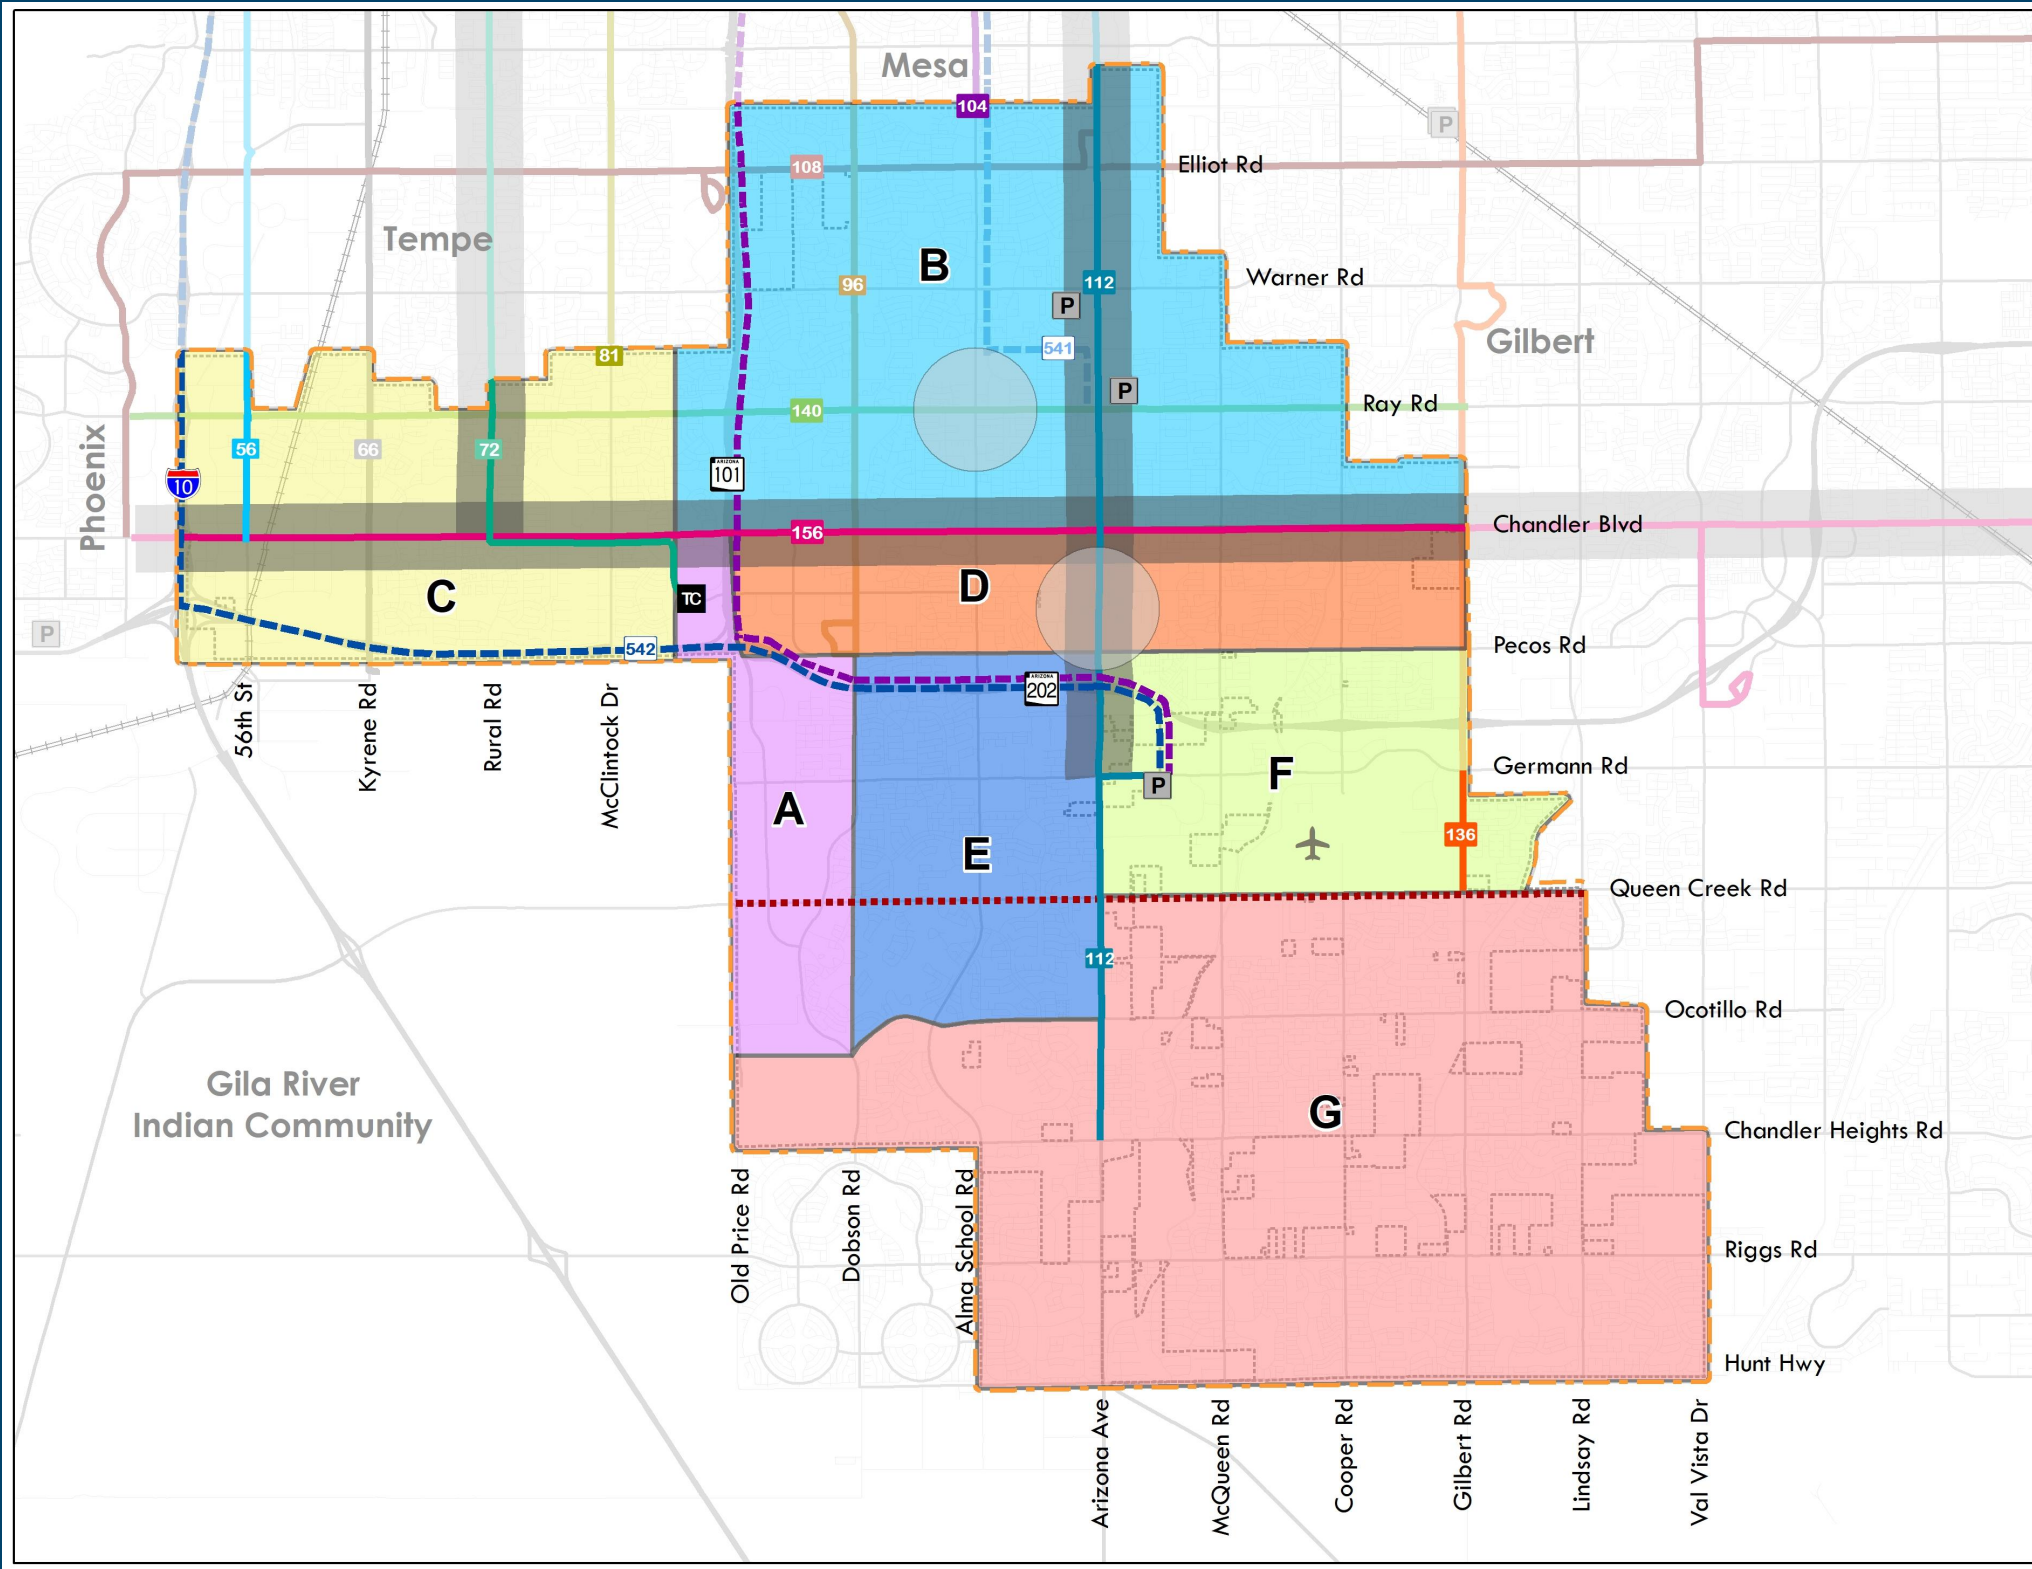 Mesa
104
108
Elliot Rd
P
Tempe
B
96
112
Warner Rd
P
Gilbert
541
81
P
140
Ray Rd
56
66
72
ARIZONA
101
10
Phoenix
156
Chandler Blvd
C
D
TC
P
542
Pecos Rd
ARIZONA
202
56th St
Kyrene Rd
Rural Rd
McClintock Dr
Germann Rd
F
P
A
E
136
Queen Creek Rd
112
Ocotillo Rd
Gila River
Indian Community
G
Chandler Heights Rd
Old Price Rd
Dobson Rd
Alma School Rd
Riggs Rd
Hunt Hwy
Arizona Ave
McQueen Rd
Cooper Rd
Gilbert Rd
Lindsay Rd
Val Vista Dr